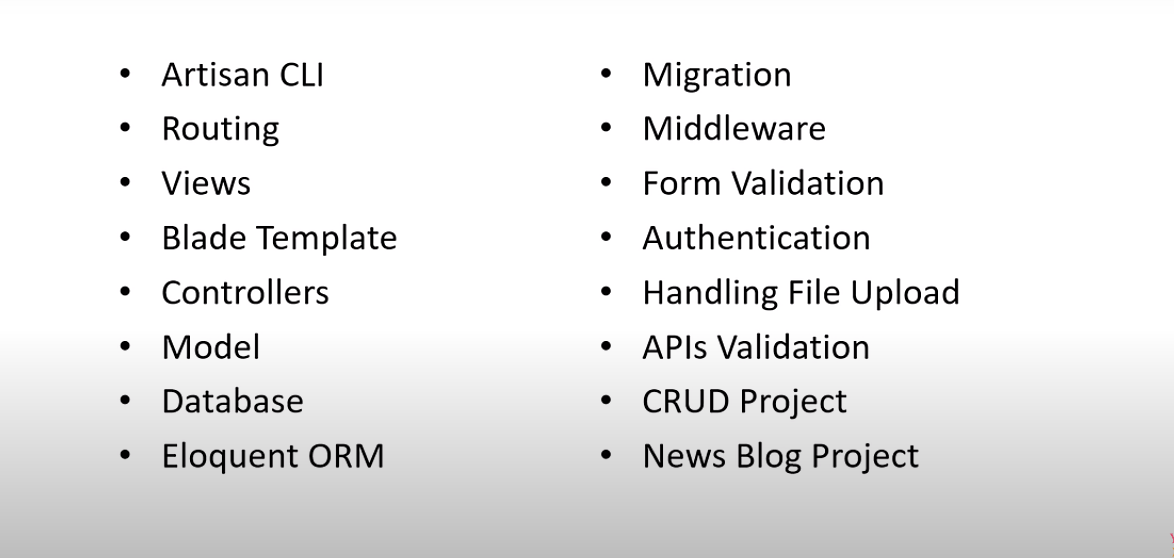 • Artisan CLI
• Routing
• Views
• Blade Template
• Controllers
• Model
• Database
• Eloquent ORM
• Migration
• Middleware
• Form Validation
• Authentication
• Handling File Upload
• APIs Validation
• CRUD Project
• News Blog Project